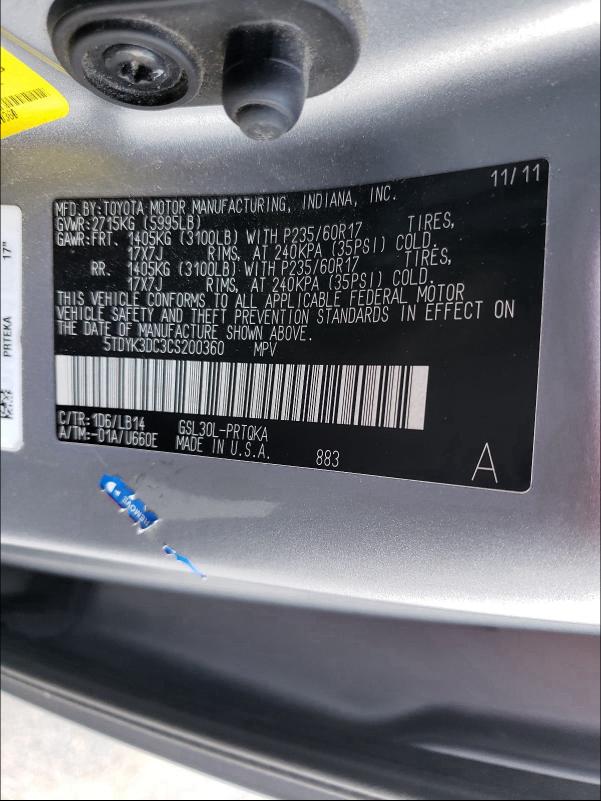 11/11
MFD.BY:TOYOTA MOTOR MANUFACTURING, INDIANA, INC.
GVWR:2715KG (5995LB)
GAWR:FRT. 1405KG (3100LB) WITH P235/60R17 TIRES,
17X7J RIMS, AT 240KPA (35PSI) COLD.
RR. 1405KG (3100LB) WITH P235/60R17 TIRES,
17X7J RIMS, AT 240KPA (35PSI) COLD.
THIS VEHICLE CONFORMS TO ALL APPLICABLE FEDERAL MOTOR
VEHICLE SAFETY AND THEFT PREVENTION STANDARDS IN EFFECT ON
THE DATE OF MANUFACTURE SHOWN ABOVE.
5TDYK3DC3CS200360 MPV
C/TR:1D6/LB14 GSL30L-PRTQKA
A/TM:-01A/U660E MADE IN U.S.A.
883
A
17"
PRTEKA
REMOVE